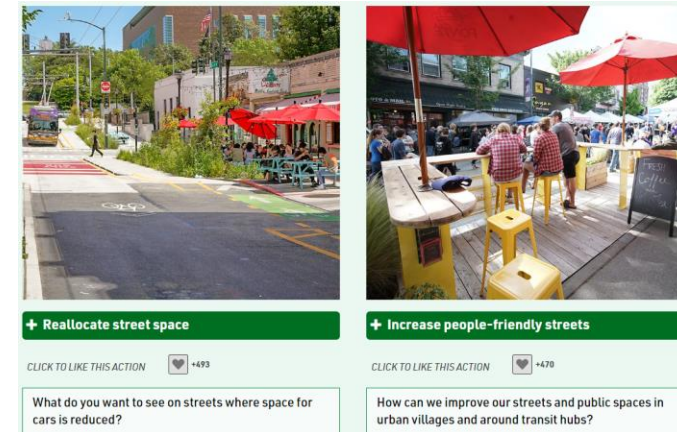 + Reallocate street space
CLICK TO LIKE THIS ACTION
+493
What do you want to see on streets where space for
cars is reduced?
FRESH
Coffee
+ Increase people-friendly streets
CLICK TO LIKE THIS ACTION
+470
How can we improve our streets and public spaces in
urban villages and around transit hubs?